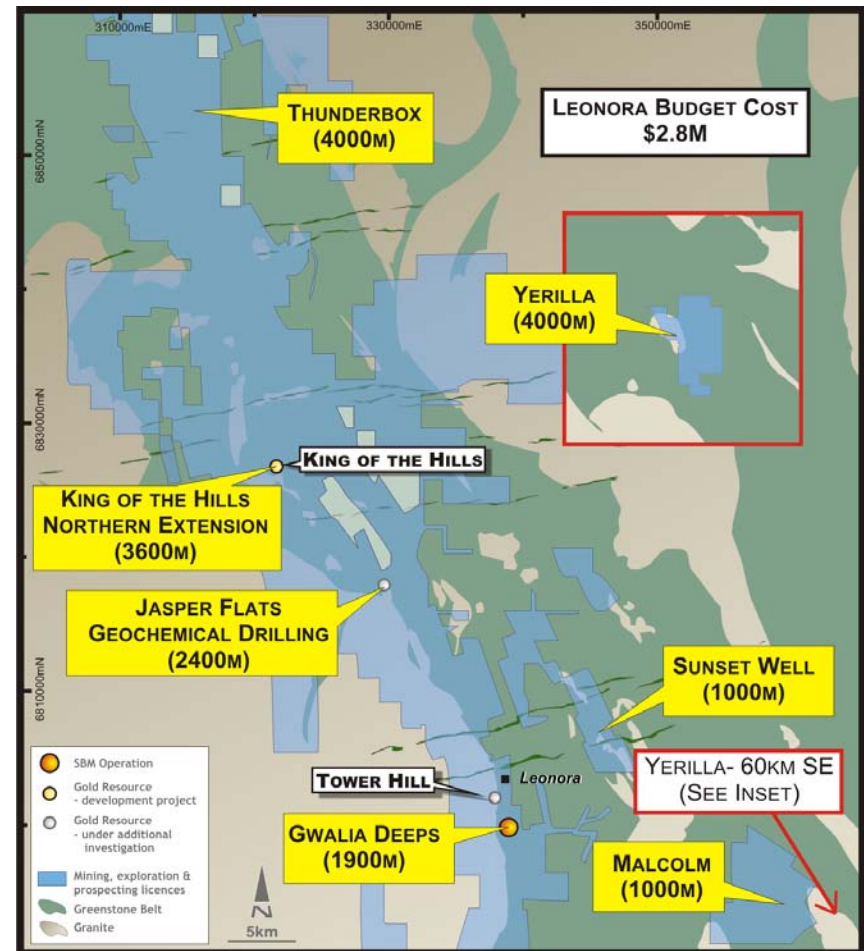 310000mE
330000mE
350000mE
6850000mN
6830000mN
6810000mN
THUNDERBOX
(4000M)
LEONORA BUDGET COST
$2.8M
YERILLA
(4000M)
KING OF THE HILLS
KING OF THE HILLS
NORTHERN EXTENSION
(3600M)
JASPER FLATS
GEOCHEMICAL DRILLING
(2400M)
SUNSET WELL
(1000M)
YERILLA- 60KM SE
(SEE INSET)
TOWER HILL
Leonora
GWALIA DEEPS
(1900M)
MALCOLM
(1000M)
SBM Operation
Gold Resource
- development project
Gold Resource
- under additional
investigation
Mining, exploration &
prospecting licences
Greenstone Belt
Granite
N
5km